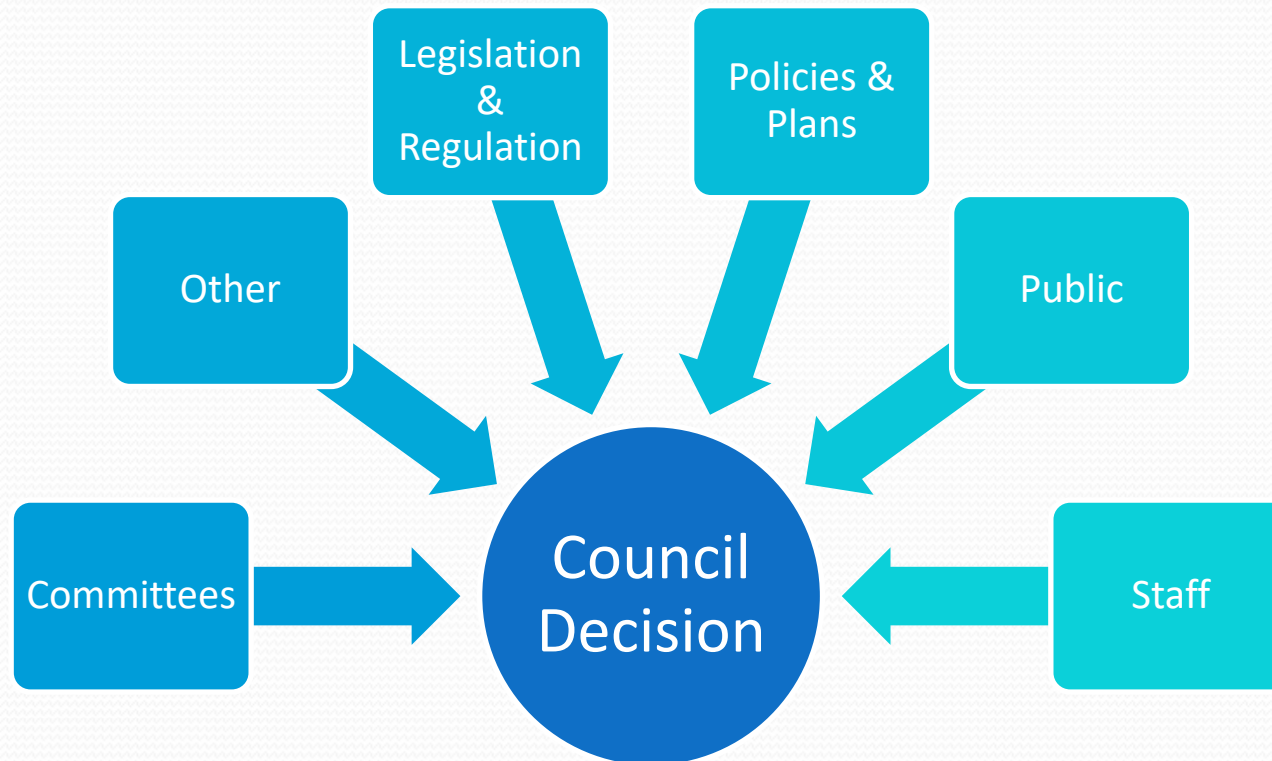 Legislation
&
Regulation
Policies &
Plans
Other
Public
Committees
Council
Decision
Staff